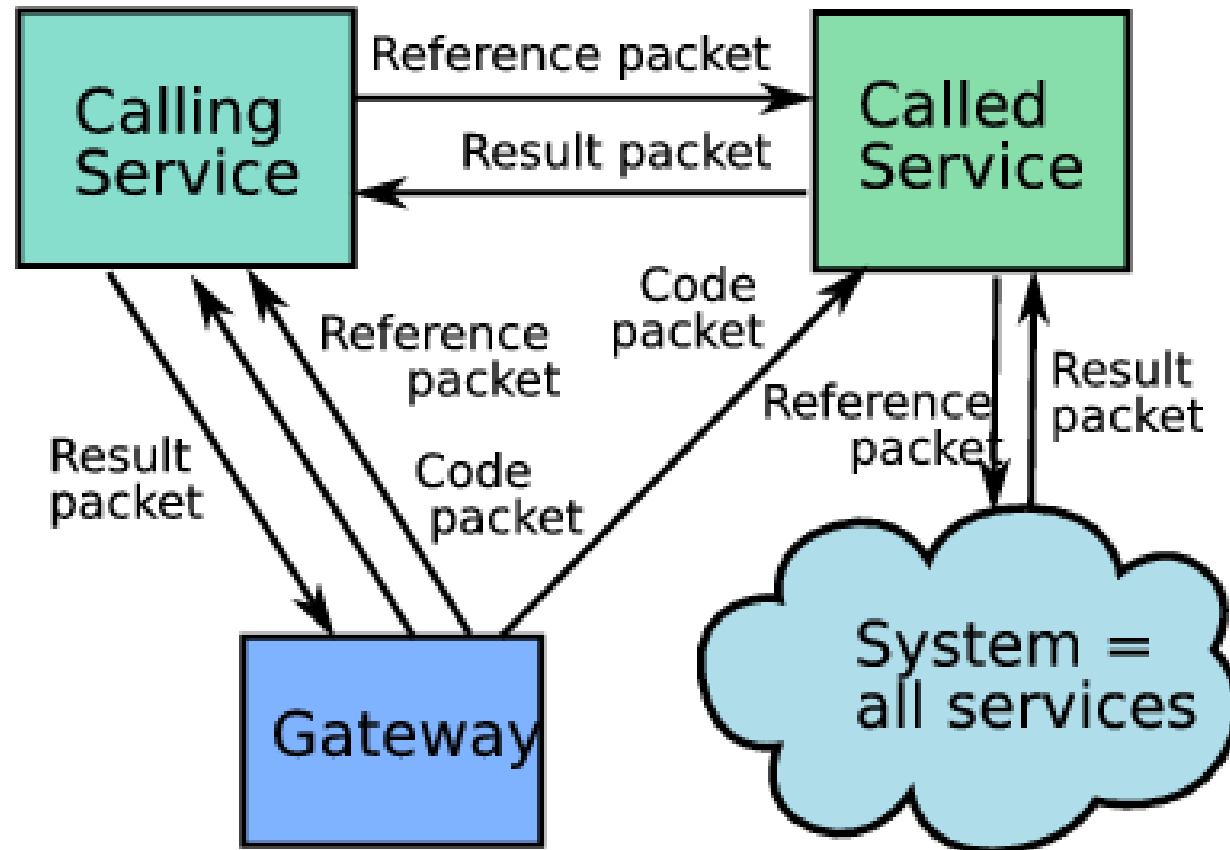 Reference packet
Calling
Service
Called
Service
Result packet
Code
packet
Reference
packet
Result
packet
Reference
packet
Result
packet
Code
packet
System =
all services
Gateway